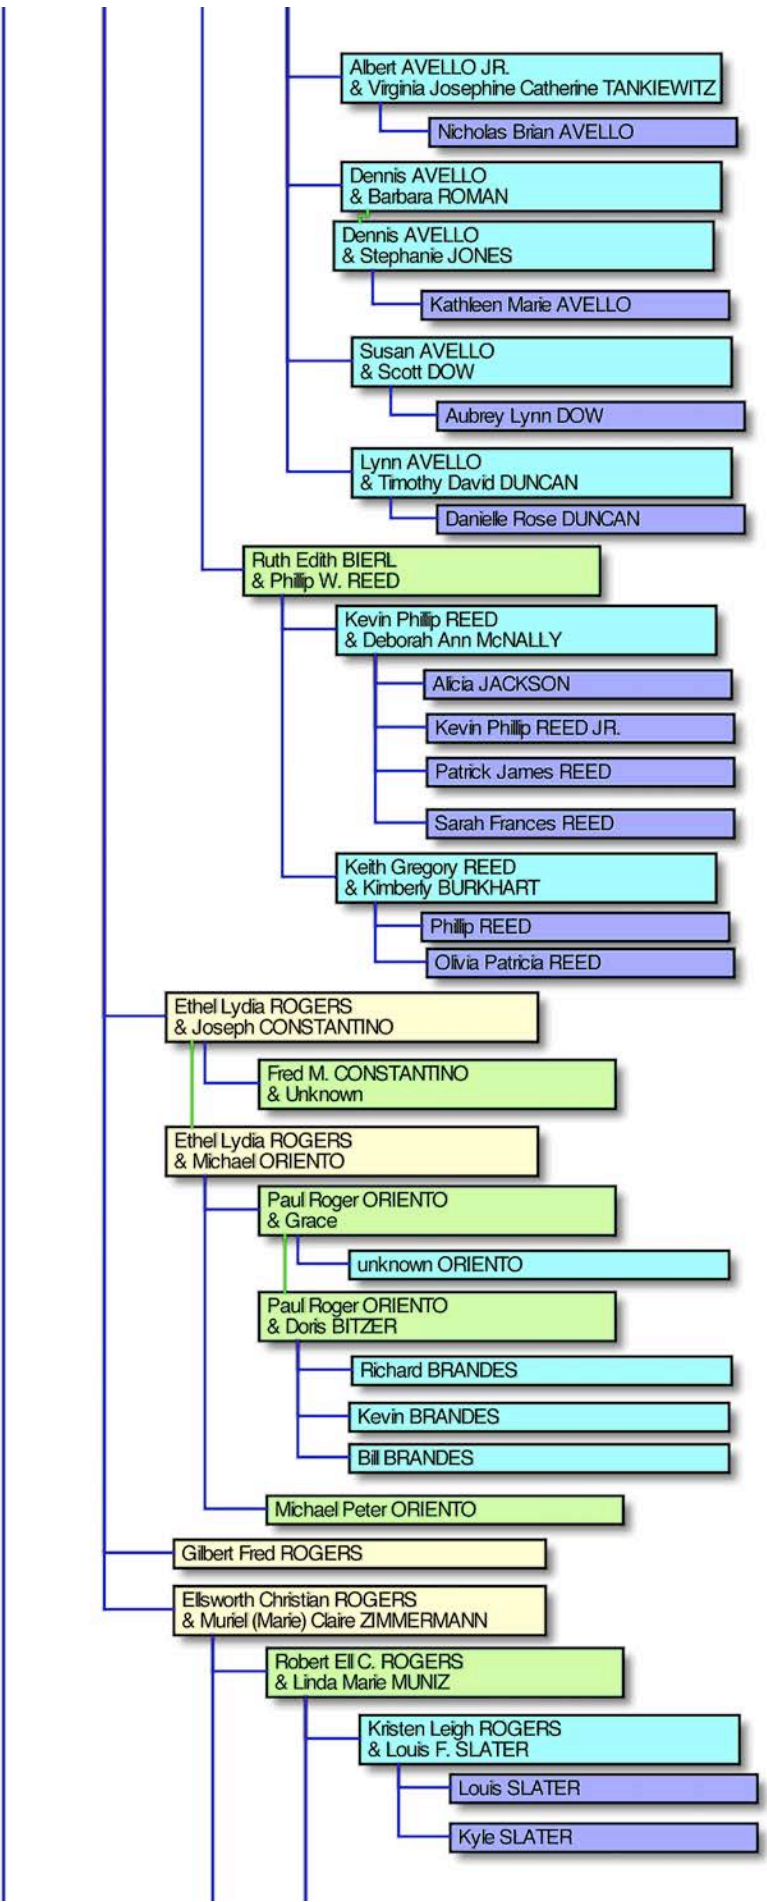 Albert AVELLO JR.
& Virginia Josephine Catherine TANKIEWITZ
Nicholas Brian AVELLO
Dennis AVELLO
& Barbara ROMAN
Dennis AVELLO
& Stephanie JONES
Kathleen Marie AVELLO
Susan AVELLO
& Scott DOW
Aubrey Lynn DOW
Lynn AVELLO
& Timothy David DUNCAN
Danielle Rose DUNCAN
Ruth Edith BIERL
& Phillip W. REED
Kevin Phillip REED
& Deborah Ann McNALLY
Alicia JACKSON
Kevin Phillip REED JR.
Patrick James REED
Sarah Frances REED
Keith Gregory REED
& Kimberly BURKHART
Phillip REED
Olivia Patricia REED
Ethel Lydia ROGERS
& Joseph CONSTANTINO
Fred M. CONSTANTINO
& Unknown
Ethel Lydia ROGERS
& Michael ORIENTO
Paul Roger ORIENTO
& Grace
unknown ORIENTO
Paul Roger ORIENTO
& Doris BITZER
Richard BRANDES
Kevin BRANDES
Bill BRANDES
Michael Peter ORIENTO
Gilbert Fred ROGERS
Ellsworth Christian ROGERS
& Muriel (Marie) Claire ZIMMERMANN
Robert Ell C. ROGERS
& Linda Marie MUNIZ
Kristen Leigh ROGERS
& Louis F. SLATER
Louis SLATER
Kyle SLATER